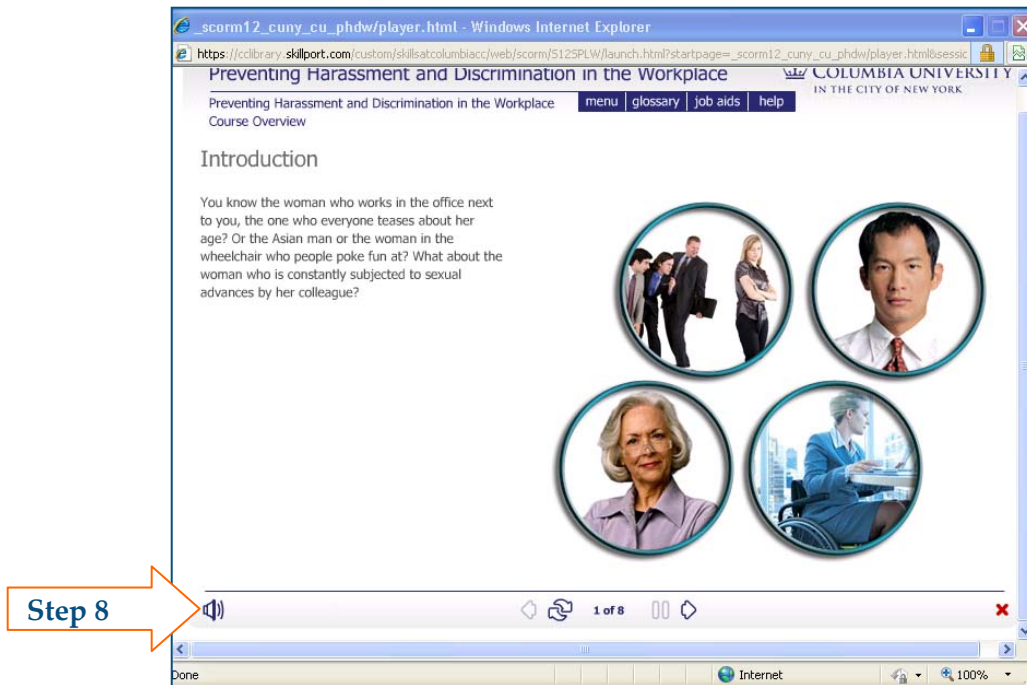 _scorm12_cuny_cu_phdw/player.html - Windows Internet Explorer
https://cclibrary.skillport.com/custom/skillsatcolumbiacc/web/scorm/5125PLW/launch.html?startpage=_scorm12_cuny_cu_phdw/player.html&sessic
Preventing Harassment and Discrimination in the Workplace
COLUMBIA UNIVERSITY
IN THE CITY OF NEW YORK
Preventing Harassment and Discrimination in the Workplace
menu glossary job aids help
Course Overview
Introduction
You know the woman who works in the office next
to you, the one who everyone teases about her
age? Or the Asian man or the woman in the
wheelchair who people poke fun at? What about the
woman who is constantly subjected to sexual
advances by her colleague?
Step 8
1 of 8
Done
Internet
100%